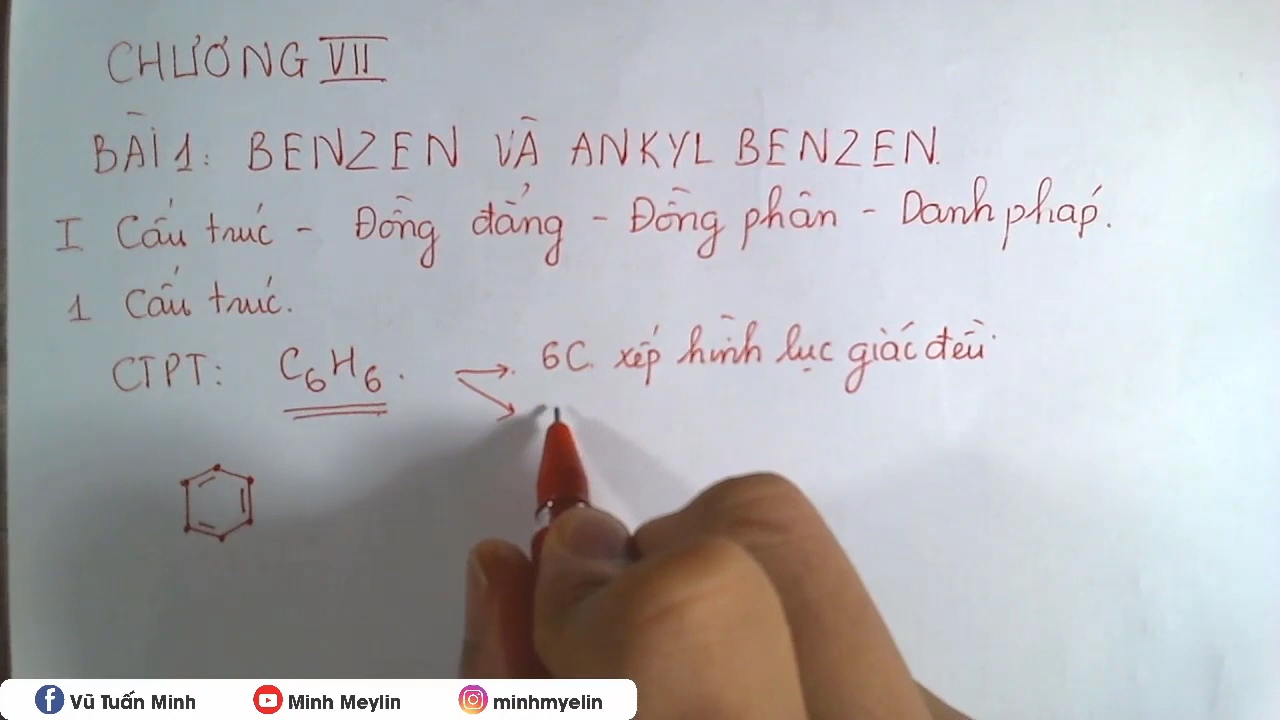 CHƯƠNG VII
BÀI 1: BENZEN VÀ ANKYL BENZEN.
I Cấu trúc - Đồng đẳng - Đồng phân - Danh pháp.
1 Cấu trúc.
CTPT: C6H6. → 6C. xếp hình lục giác đều
Vũ Tuấn Minh Minh Meylin minhmyelin